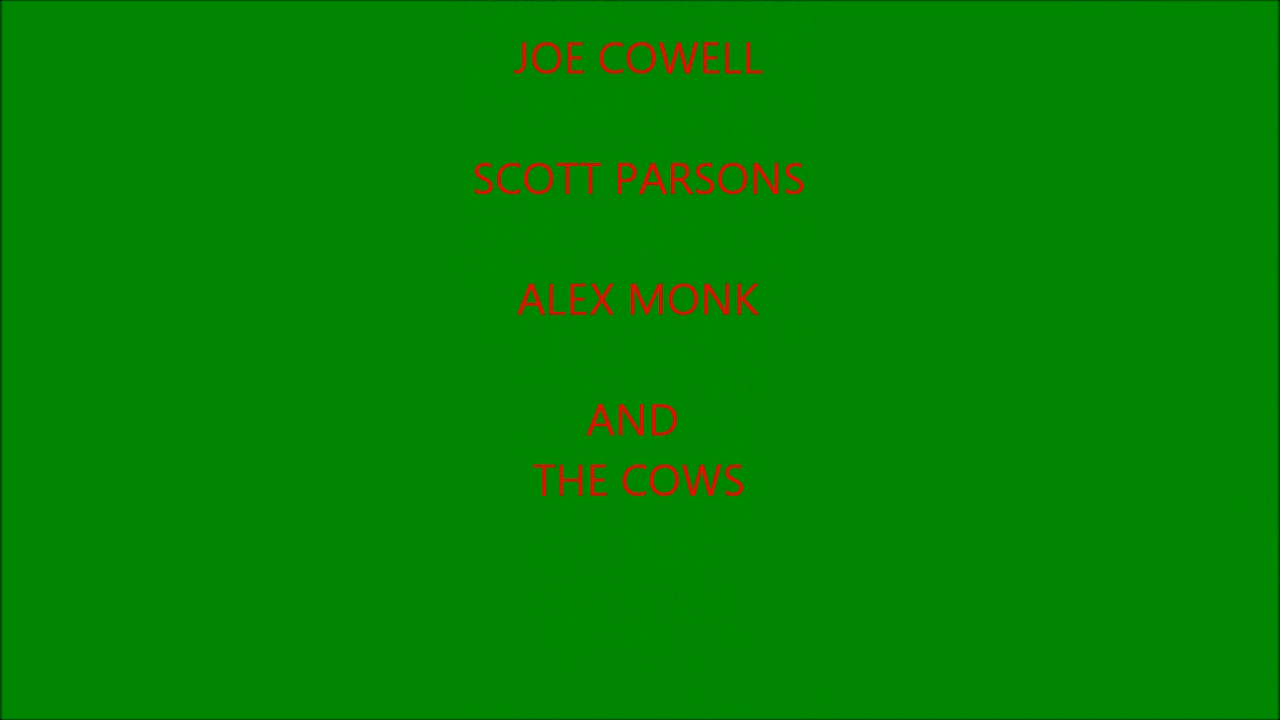 JOE COWELL
SCOTT PARSONS
ALEX MONK
AND
THE COWS